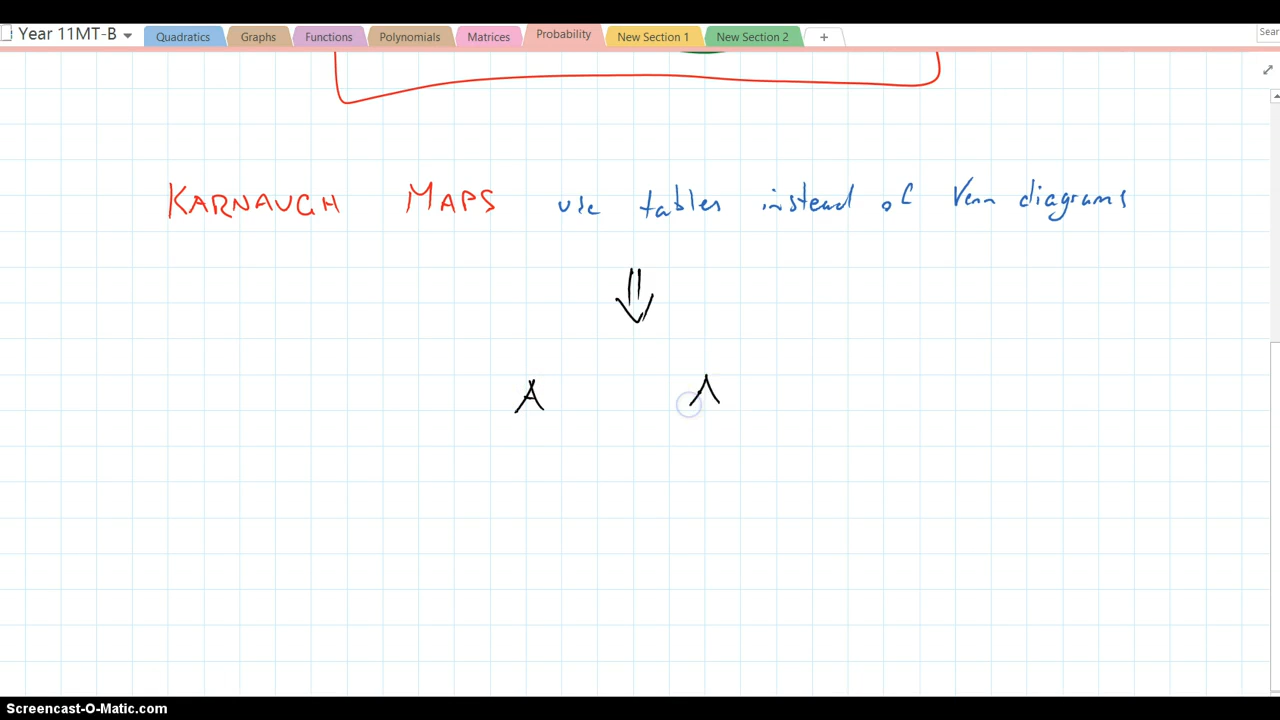 Year 11MT-B Quadratics Graphs Functions Polynomials Matrices Probability New Section 1 New Section 2 + Sear
KARNAUGH MAPS use tables instead of Venn diagrams
A
Screencast-O-Matic.com